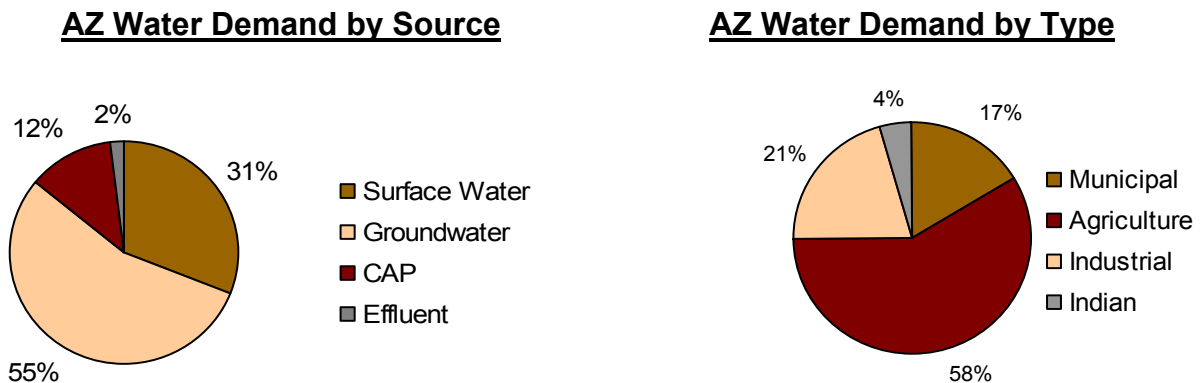 AZ Water Demand by Source
2%
12%
31%
55%
Surface Water
Groundwater
CAP
Effluent
AZ Water Demand by Type
4%
17%
21%
58%
Municipal
Agriculture
Industrial
Indian